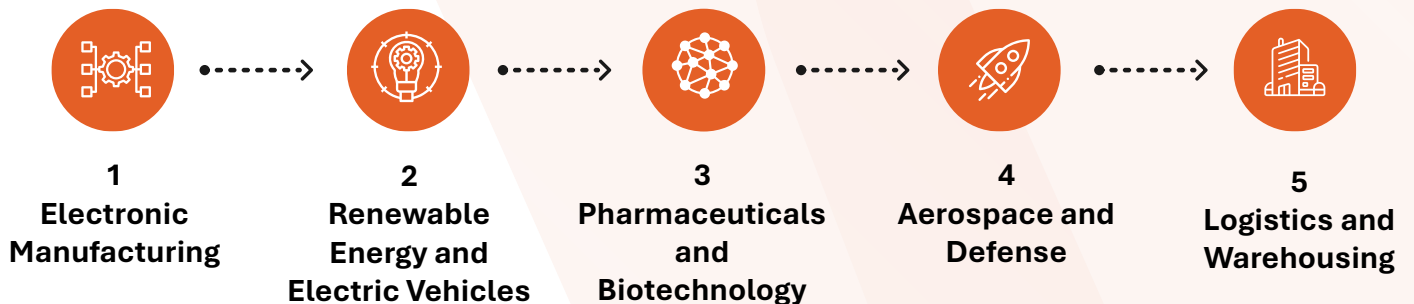 1
Electronic
Manufacturing
2
Renewable
Energy and
Electric Vehicles
3
Pharmaceuticals
and
Biotechnology
4
Aerospace and
Defense
5
Logistics and
Warehousing